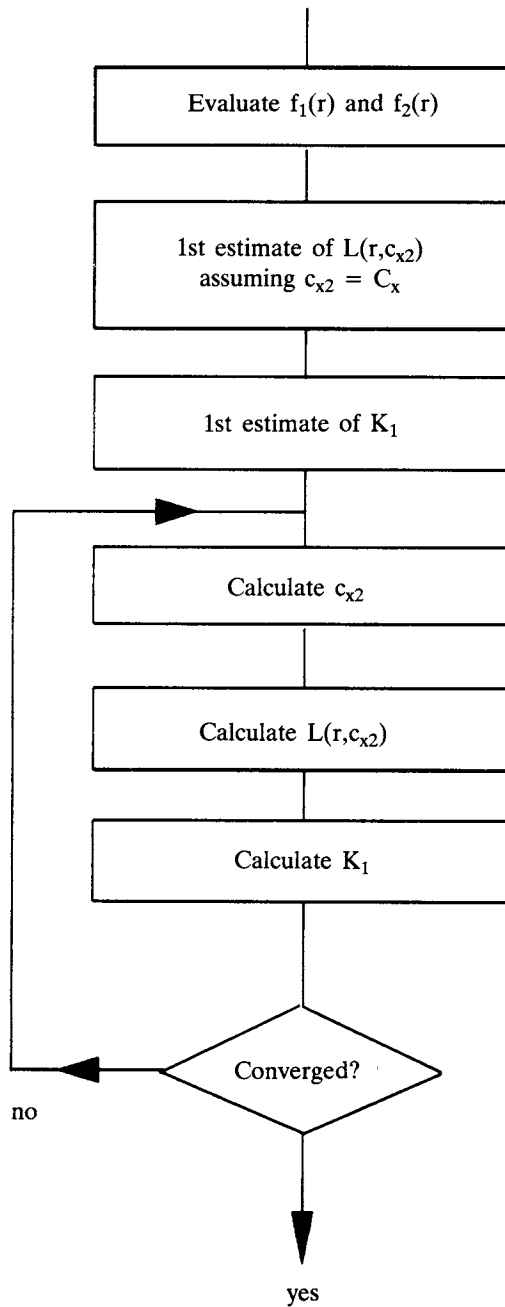 Evaluate f₁(r) and f₂(r)
1st estimate of L(r,cₓ₂)
assuming cₓ₂ = Cₓ
1st estimate of K₁
Calculate cₓ₂
Calculate L(r,cₓ₂)
Calculate K₁
Converged?
no
yes